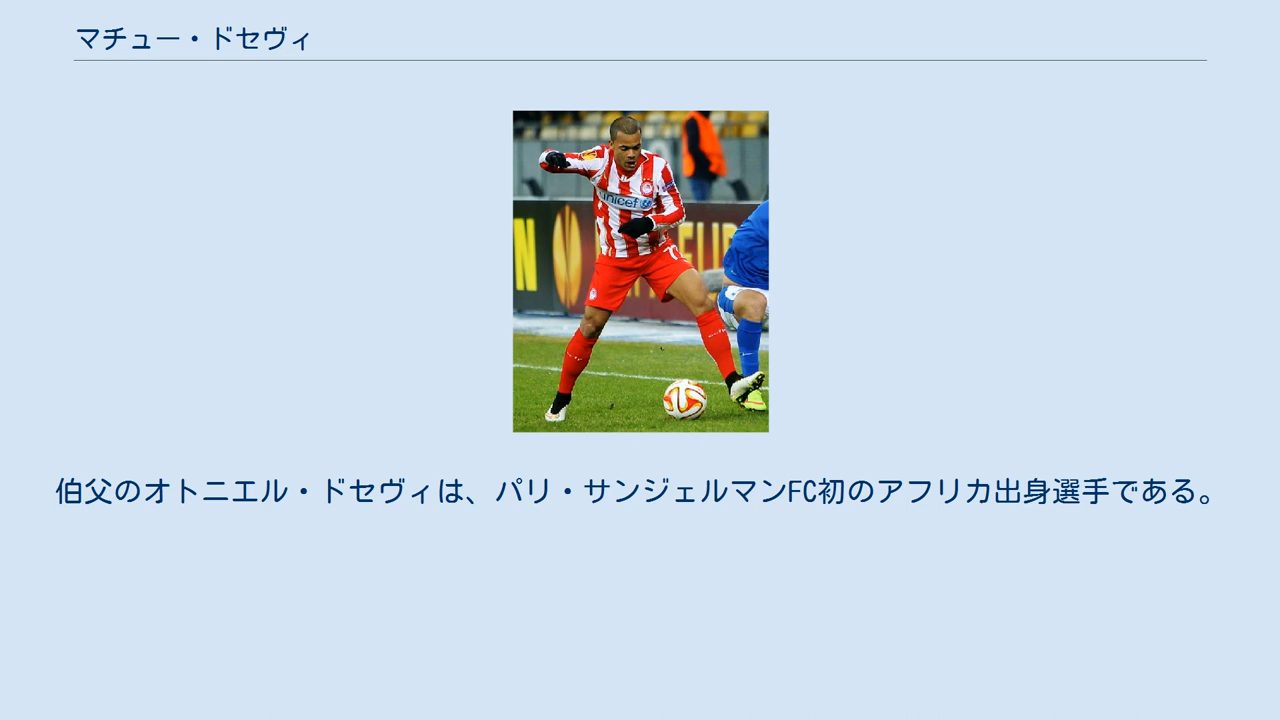 マチュー・ドセヴィ
unicef
伯父のオトニエル・ドセヴィは、パリ・サンジェルマンFC初のアフリカ出身選手である。